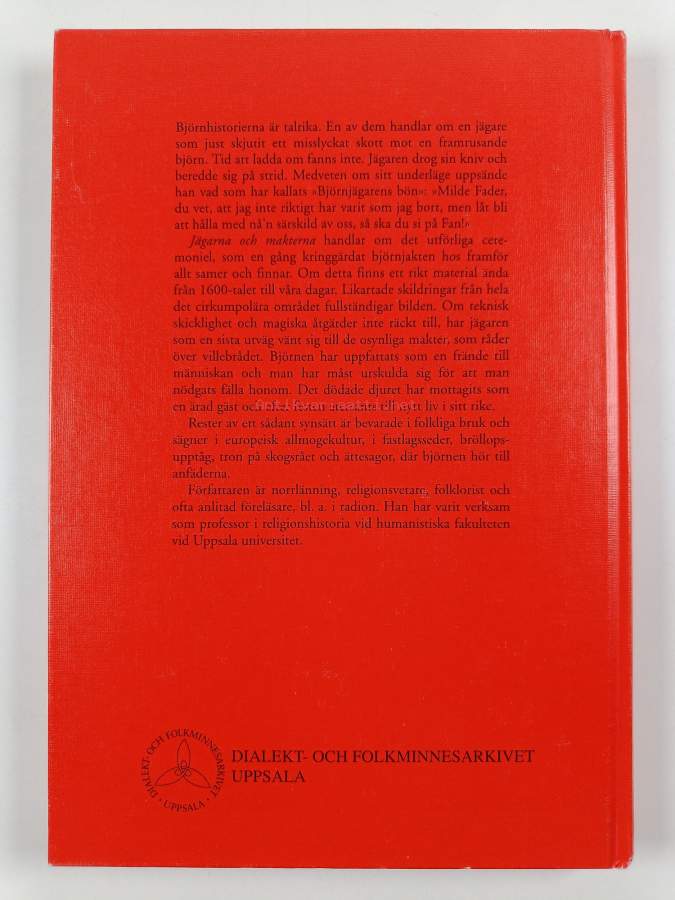 Björnhistorierna är talrika. En av dem handlar om en jägare
som just skjutit ett misslyckat skott mot en framrusande
björn. Tid att ladda om fanns inte. Jägaren drog sin kniv och
beredde sig på strid. Medveten om sitt underläge uppsände
han vad som har kallats »Björnjägarens bön»: »Milde Fader,
du vet, att jag inte riktigt har varit som jag bort, men låt bli
att hålla med nå'n särskild av oss, så ska du si på Fan!»
Jägarna och makterna handlar om det utförliga cere-
moniel, som en gång kringgärdat björnjakten hos framför
allt samer och finnar. Om detta finns ett rikt material ända
från 1600-talet till våra dagar. Likartade skildringar från hela
det cirkumpolära området fullständigar bilden. Om teknisk
skicklighet och magiska åtgärder inte räckt till, har jägaren
som en sista utväg vänt sig till de osynliga makter, som råder
över villebrådet. Björnen har uppfattats som en frände till
människan och man har måst urskulda sig för att man
nödgats fälla honom. Det dödade djuret har mottagits som
en ärad gäst och till nytt liv i sitt rike.
Rester av ett sådant synsätt är bevarade i folkliga bruk och
sägner i europeisk allmogekultur, i fastlagsseder, bröllops-
upptåg, tron på skogsrået och ättesagor, där björnen hör till
anfäderna.
Författaren är norrlänning, religionsvetare, folklorist och
ofta anlitad föreläsare, bl. a. i radion. Han har varit verksam
som professor i religionshistoria vid humanistiska fakulteten
vid Uppsala universitet.
DIALEKT- OCH FOLKMINNESARKIVET
· UPPSALA ·
DIALEKT- OCH FOLKMINNESARKIVET
UPPSALA